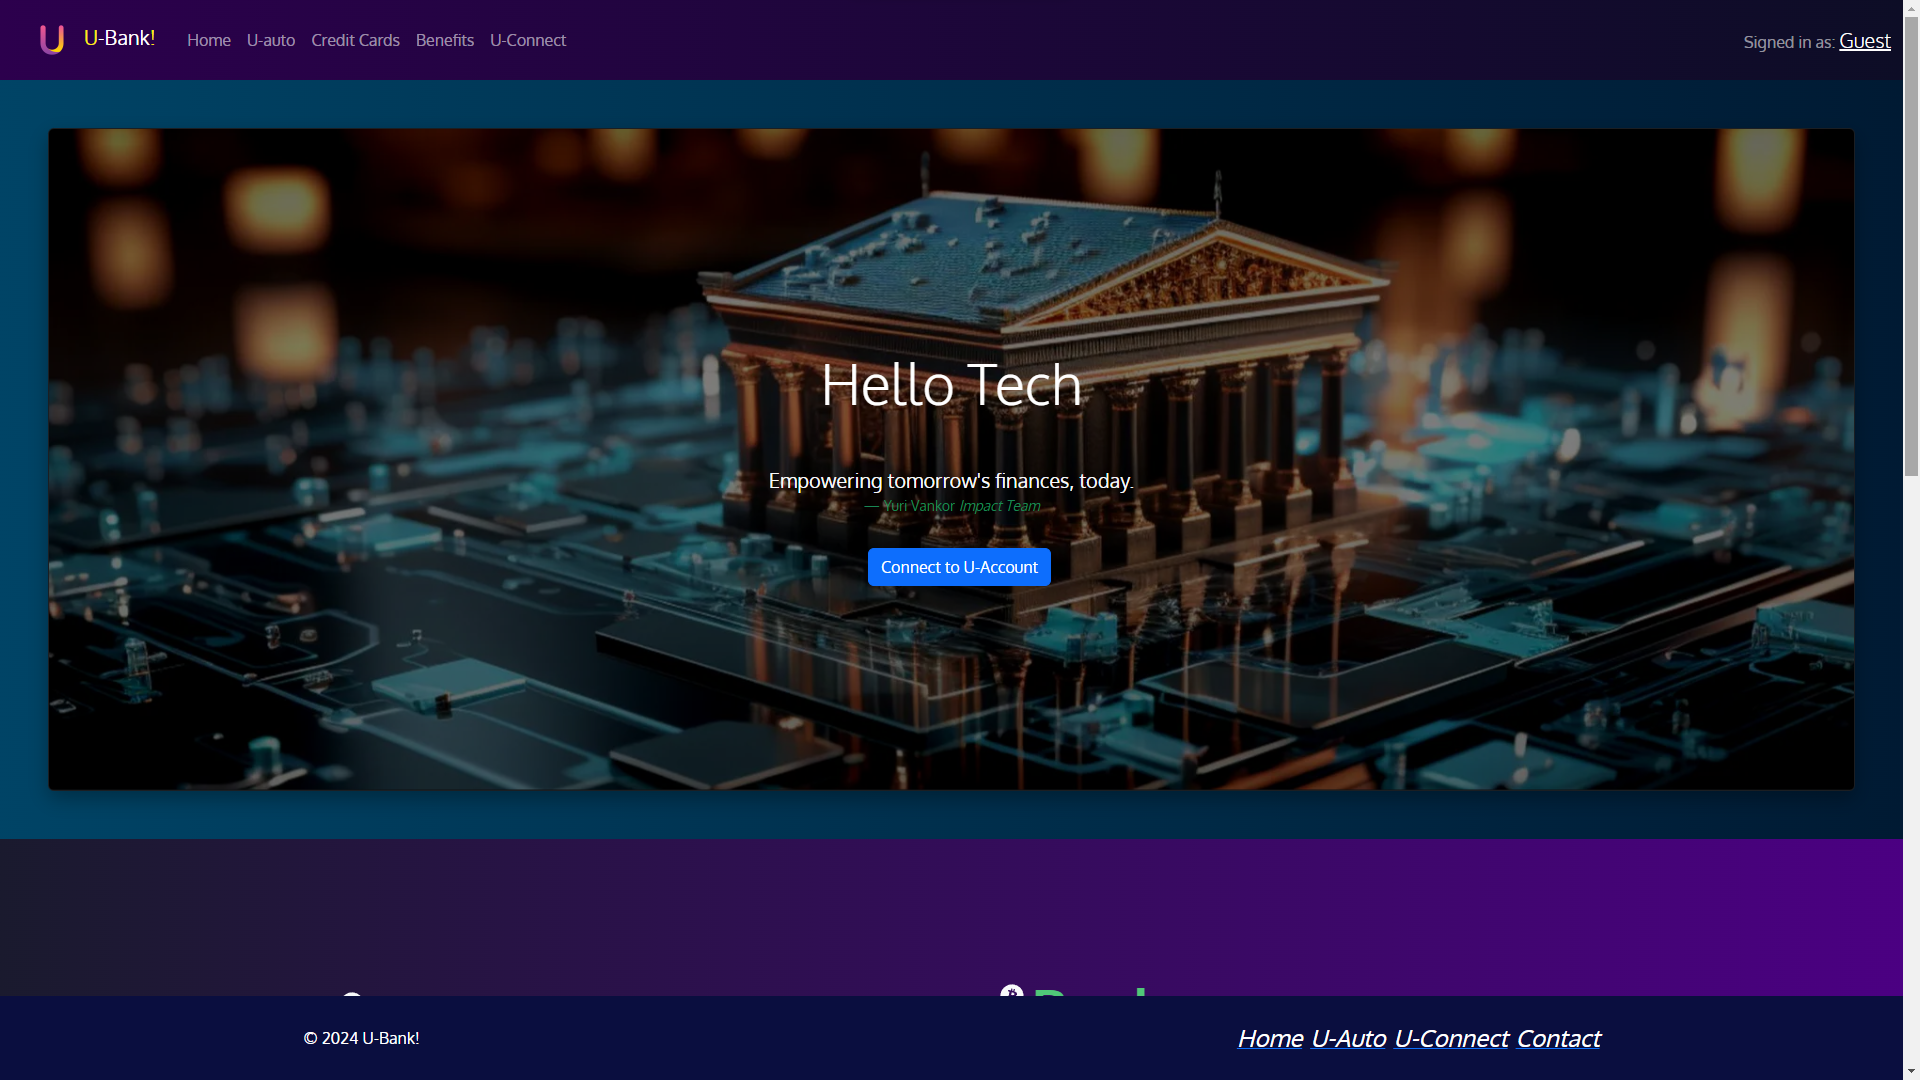 U U-Bank! Home U-auto Credit Cards Benefits U-Connect Signed in as: Guest
Hello Tech
Empowering tomorrow's finances, today.
— Yuri Vankor Impact Team
Connect to U-Account
© 2024 U-Bank! Home U-Auto U-Connect Contact